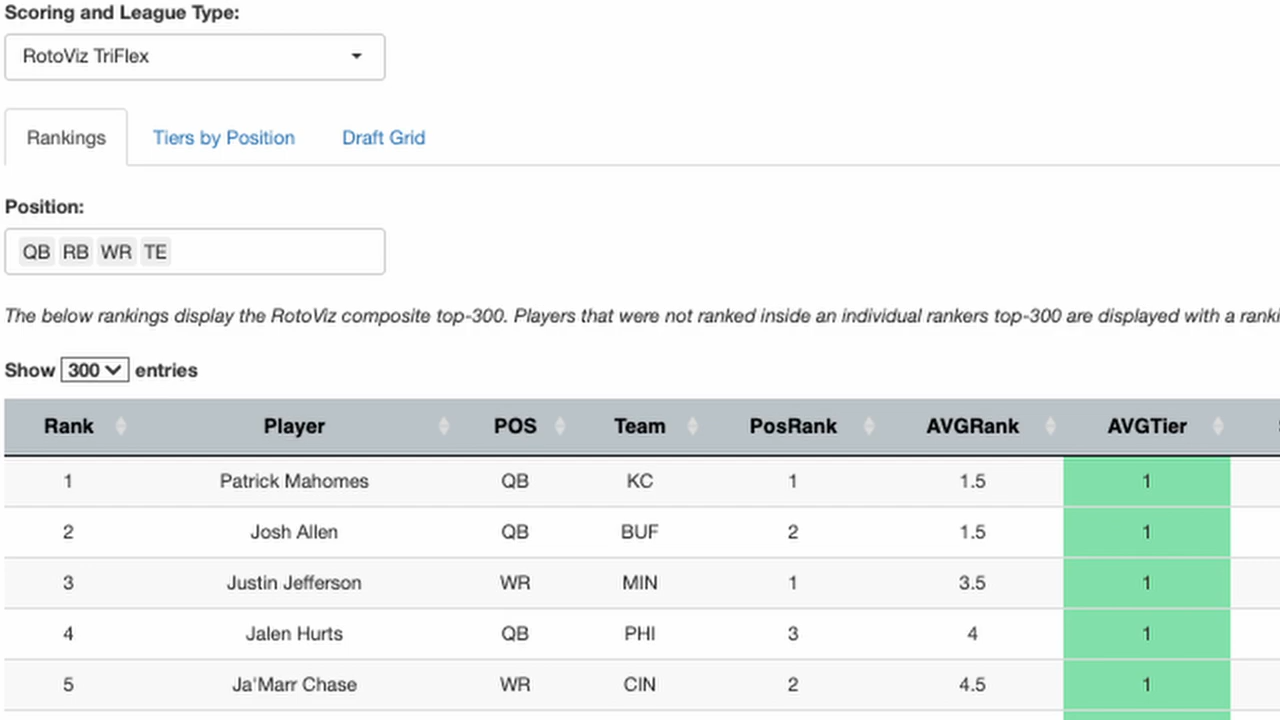 Scoring and League Type:
RotoViz TriFlex
Rankings Tiers by Position Draft Grid
Position:
QB RB WR TE
The below rankings display the RotoViz composite top-300. Players that were not ranked inside an individual rankers top-300 are displayed with a
Show 300 entries
Rank Player POS Team PosRank AVGRank AVGTier
1 Patrick Mahomes QB KC 1 1.5 1
2 Josh Allen QB BUF 2 1.5 1
3 Justin Jefferson WR MIN 1 3.5 1
4 Jalen Hurts QB PHI 3 4 1
5 Ja'Marr Chase WR CIN 2 4.5 1